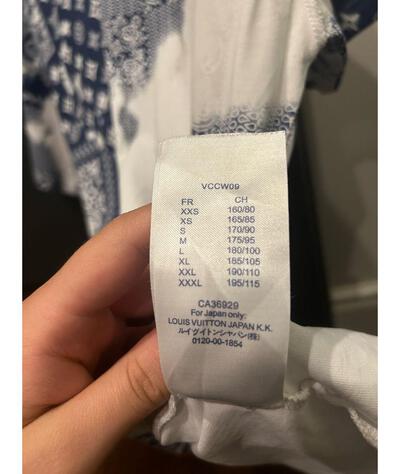 VCCW09
FR CH
XXS 160/80
XS 165/85
S 170/90
M 175/95
L 180/100
XL 185/105
XXL 190/110
XXXL 195/115
CA36929
For Japan only:
LOUIS VUITTON JAPAN K.K.
ルイヴィトンジャパン(株)
0120-00-1854